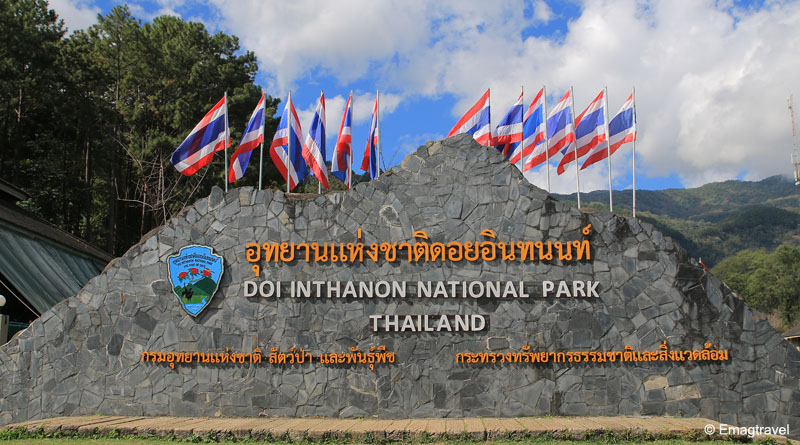 อุทยานแห่งชาติดอยอินทนนท์
DOI INTHANON NATIONAL PARK
THAILAND
กรมอุทยานแห่งชาติ สัตว์ป่า และพันธุ์พืช กระทรวงทรัพยากรธรรมชาติและสิ่งแวดล้อม
© Emagtravel